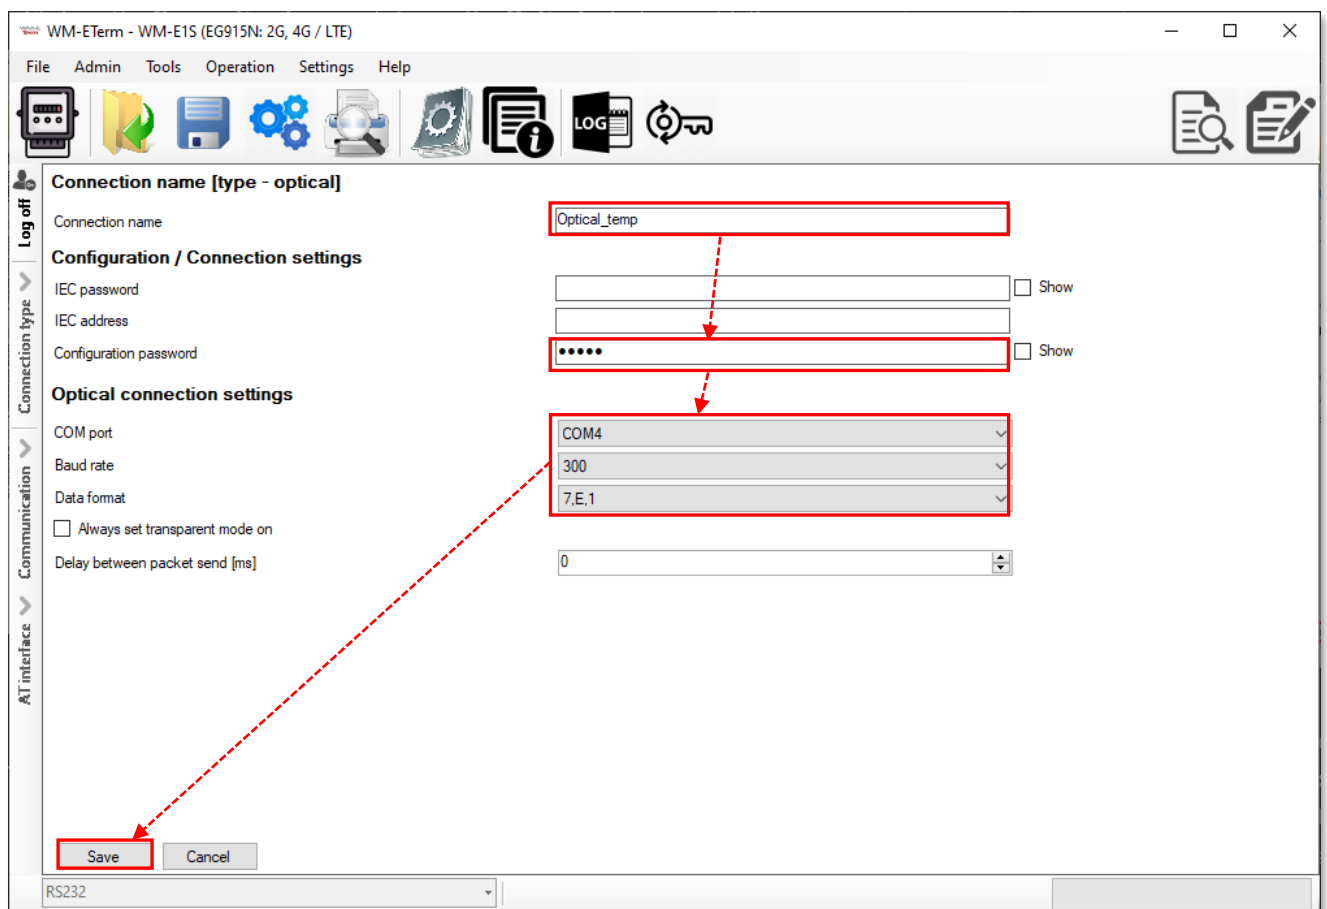 WM-ETerm - WM-E1S (EG915N: 2G, 4G / LTE)
File Admin Tools Operation Settings Help
LOG
Log off
Connection type
Communication
AT interface
Connection name [type - optical]
Connection name Optical_temp
Configuration / Connection settings
IEC password Show
IEC address
Configuration password ••••• Show
Optical connection settings
COM port COM4
Baud rate 300
Data format 7,E,1
Always set transparent mode on
Delay between packet send [ms] 0
Save Cancel
RS232